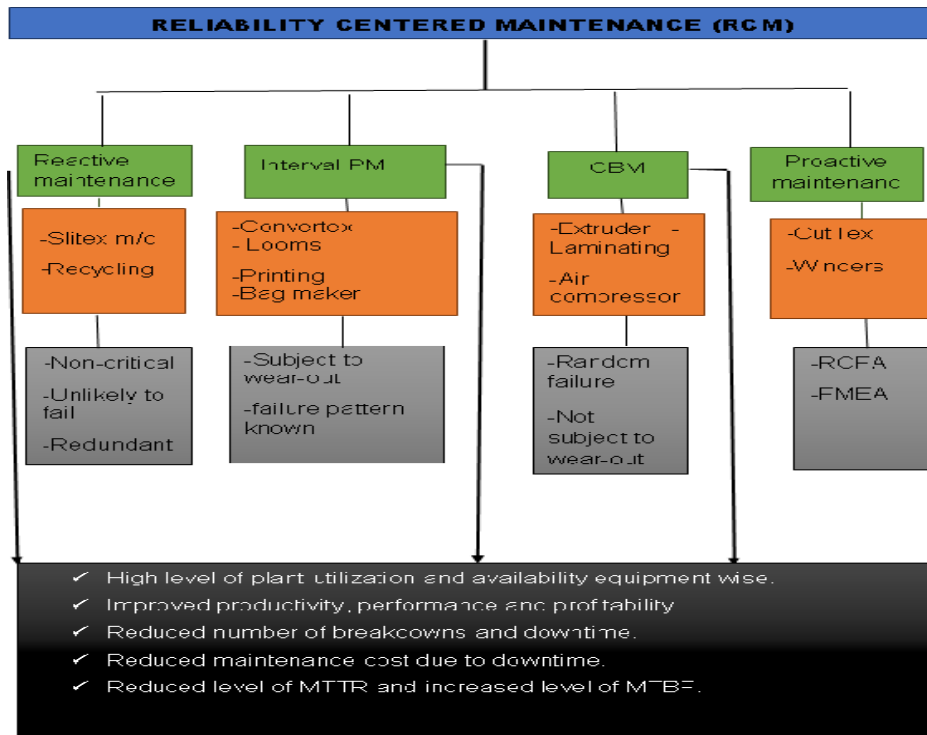 RELIABILITY CENTERED MAINTENANCE (RCM)
Reactive
maintenance
Interval PM
CBM
Proactive
maintenanc
-Slitex m/c
-Recycling
-Convertex
- Looms
-Printing
-Bag maker
-Extruder -
Laminating
-Air
compressor
-CutTex
-Winders
-Non-critical
-Unlikely to
fail
-Redundant
-Subject to
wear-out
-failure pattern
known
-Random
failure
-Not
subject to
wear-out
-RCFA
-FMEA
✓ High level of plant utilization and availability equipment wise.
✓ Improved productivity, performance and profitability
✓ Reduced number of breakdowns and downtime.
✓ Reduced maintenance cost due to downtime.
✓ Reduced level of MTTR and increased level of MTBF.